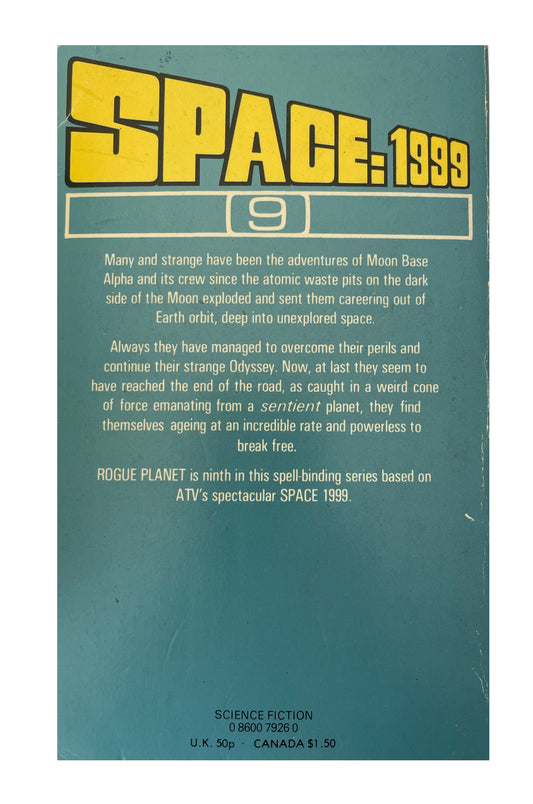 SPACE: 1999
9
Many and strange have been the adventures of Moon Base
Alpha and its crew since the atomic waste pits on the dark
side of the Moon exploded and sent them careering out of
Earth orbit, deep into unexplored space.
Always they have managed to overcome their perils and
continue their strange Odyssey. Now, at last they seem to
have reached the end of the road, as caught in a weird cone
of force emanating from a sentient planet, they find
themselves ageing at an incredible rate and powerless to
break free.
ROGUE PLANET is ninth in this spell-binding series based on
ATV's spectacular SPACE 1999.
SCIENCE FICTION
0 8600 7926 0
U.K. 50p · CANADA $1.50